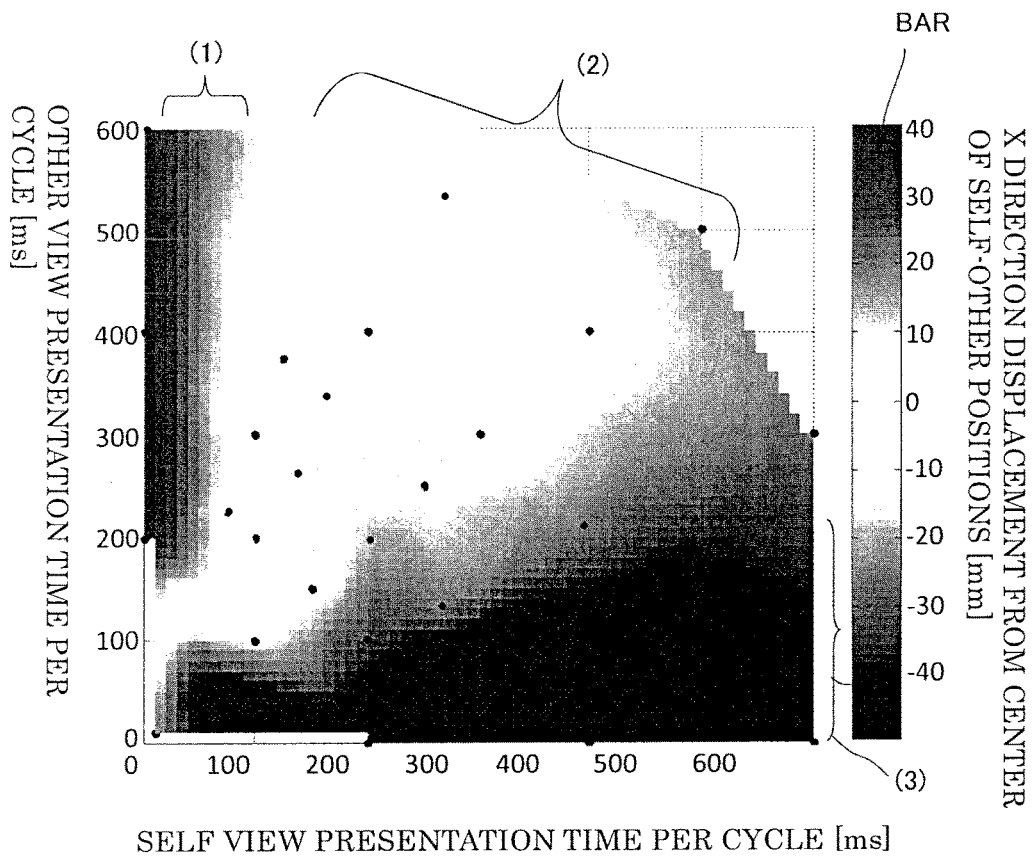 BAR
(1)
(2)
OTHER VIEW PRESENTATION TIME PER
CYCLE [ms]
600
500
400
300
200
100
0
0 100 200 300 400 500 600
SELF VIEW PRESENTATION TIME PER CYCLE [ms]
40
30
20
10
0
-10
-20
-30
-40
X DIRECTION DISPLACEMENT FROM CENTER
OF SELF-OTHER POSITIONS [mm]
(3)